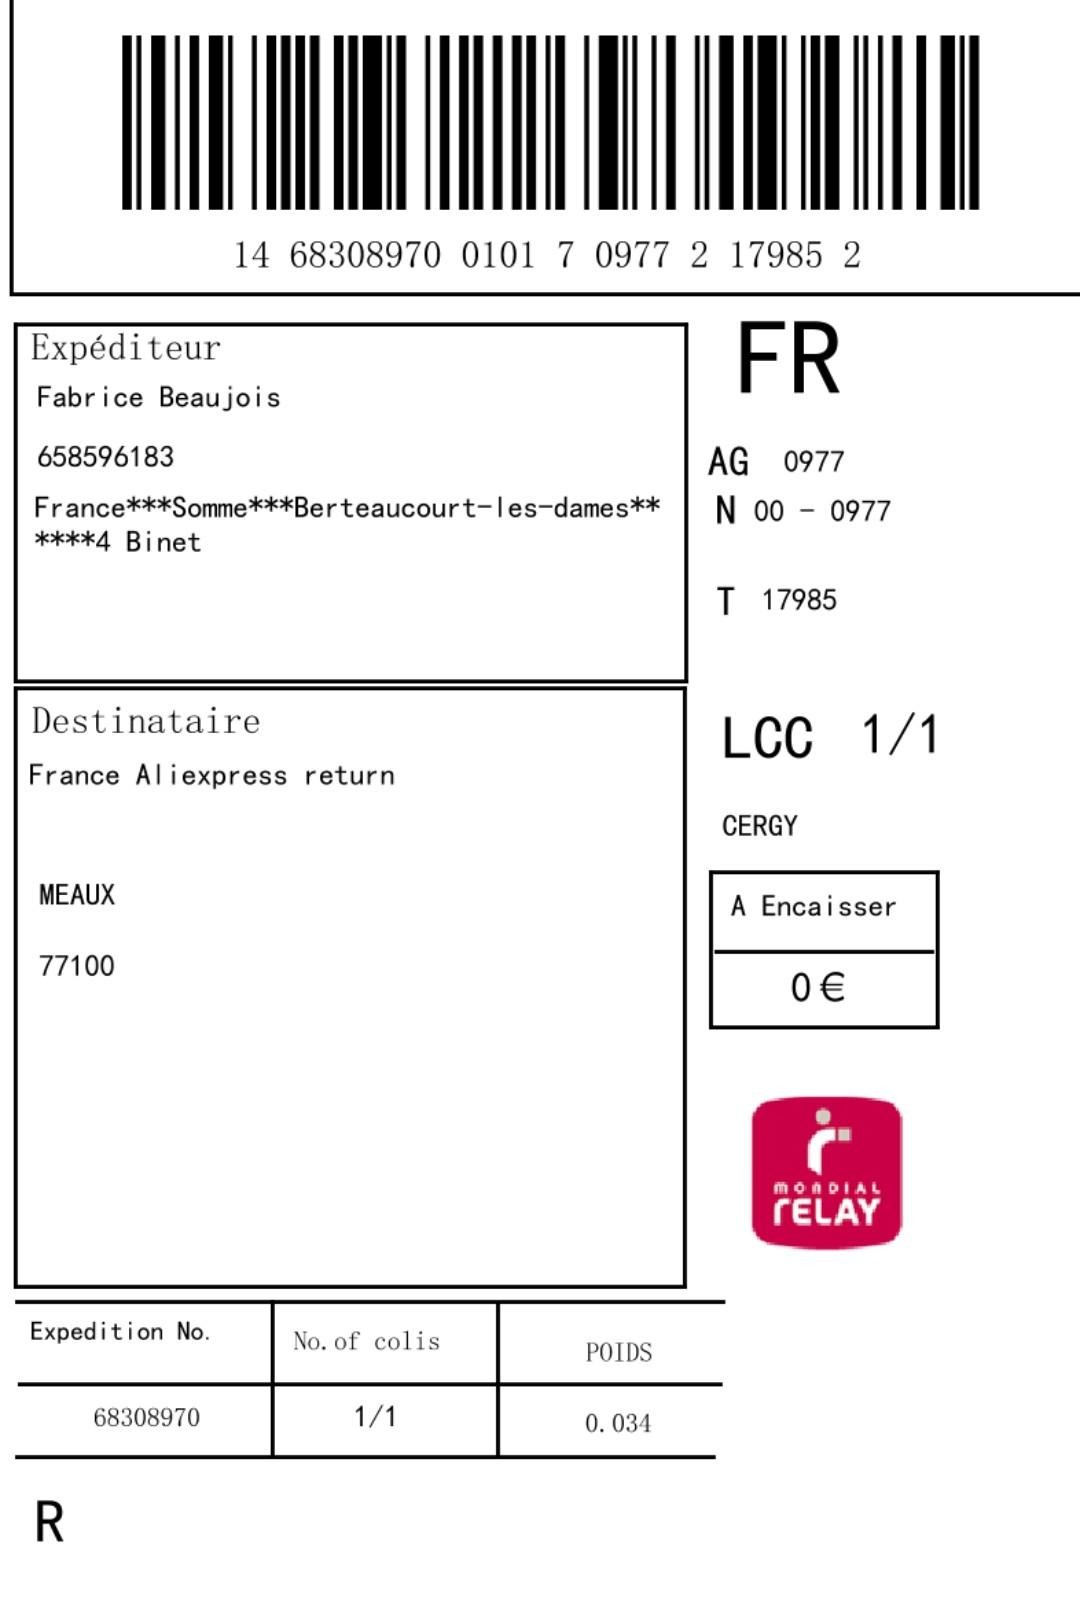 14 68308970 0101 7 0977 2 17985 2
Expéditeur
Fabrice Beaujois
658596183
France***Somme***Berteaucourt-les-dames**
****4 Binet
FR
AG 0977
N 00 - 0977
T 17985
Destinataire
France Aliexpress return
MEAUX
77100
LCC 1/1
CERGY
A Encaisser
0€
MONDIAL
RELAY
Expedition No. No.of colis POIDS
68308970 1/1 0.034
R